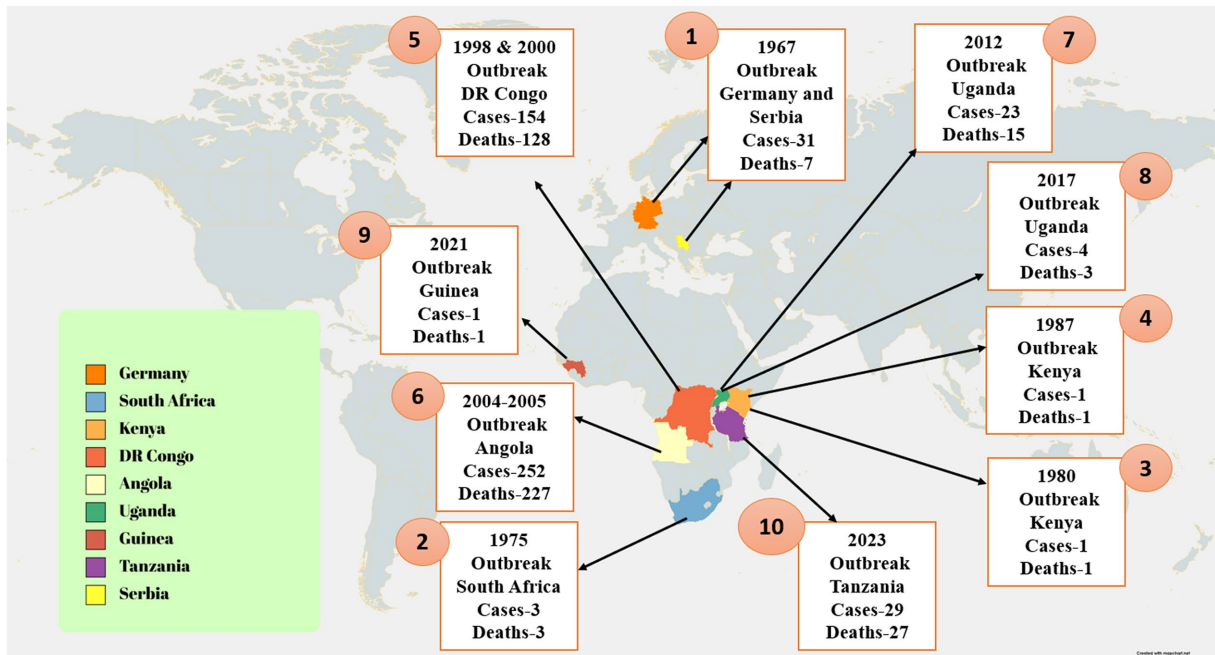 5
1998 & 2000
Outbreak
DR Congo
Cases-154
Deaths-128
1
1967
Outbreak
Germany and
Serbia
Cases-31
Deaths-7
7
2012
Outbreak
Uganda
Cases-23
Deaths-15
8
2017
Outbreak
Uganda
Cases-4
Deaths-3
9
2021
Outbreak
Guinea
Cases-1
Deaths-1
4
1987
Outbreak
Kenya
Cases-1
Deaths-1
6
2004-2005
Outbreak
Angola
Cases-252
Deaths-227
3
1980
Outbreak
Kenya
Cases-1
Deaths-1
2
1975
Outbreak
South Africa
Cases-3
Deaths-3
10
2023
Outbreak
Tanzania
Cases-29
Deaths-27
Germany
South Africa
Kenya
DR Congo
Angola
Uganda
Guinea
Tanzania
Serbia
Created with mapchart.net